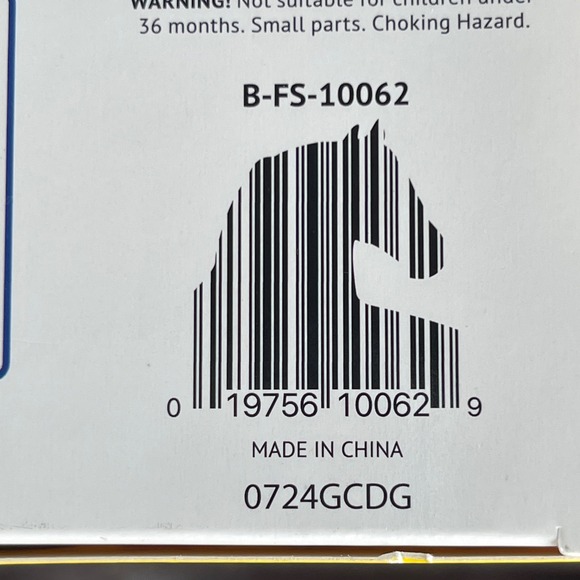 WARNING! Not suitable for children under
36 months. Small parts. Choking Hazard.
B-FS-10062
0 19756 10062 9
MADE IN CHINA
0724GCDG